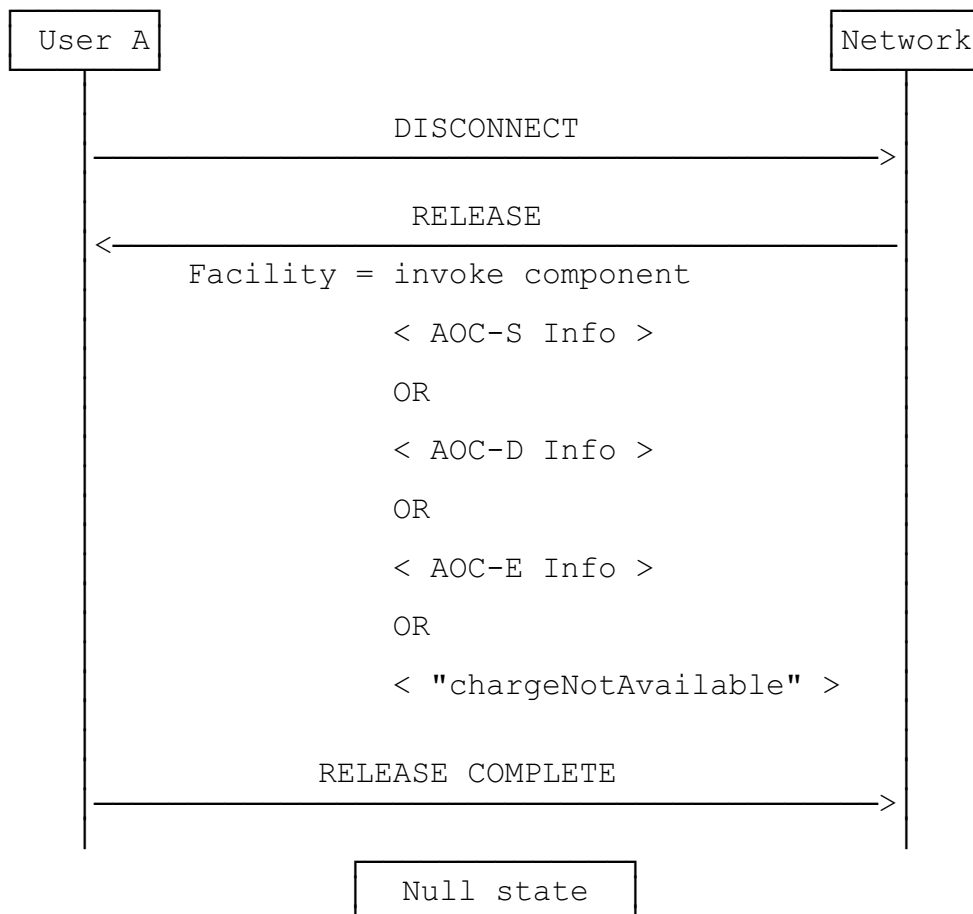 User A Network
DISCONNECT
RELEASE
Facility = invoke component
< AOC-S Info >
OR
< AOC-D Info >
OR
< AOC-E Info >
OR
< "chargeNotAvailable" >
RELEASE COMPLETE
Null state